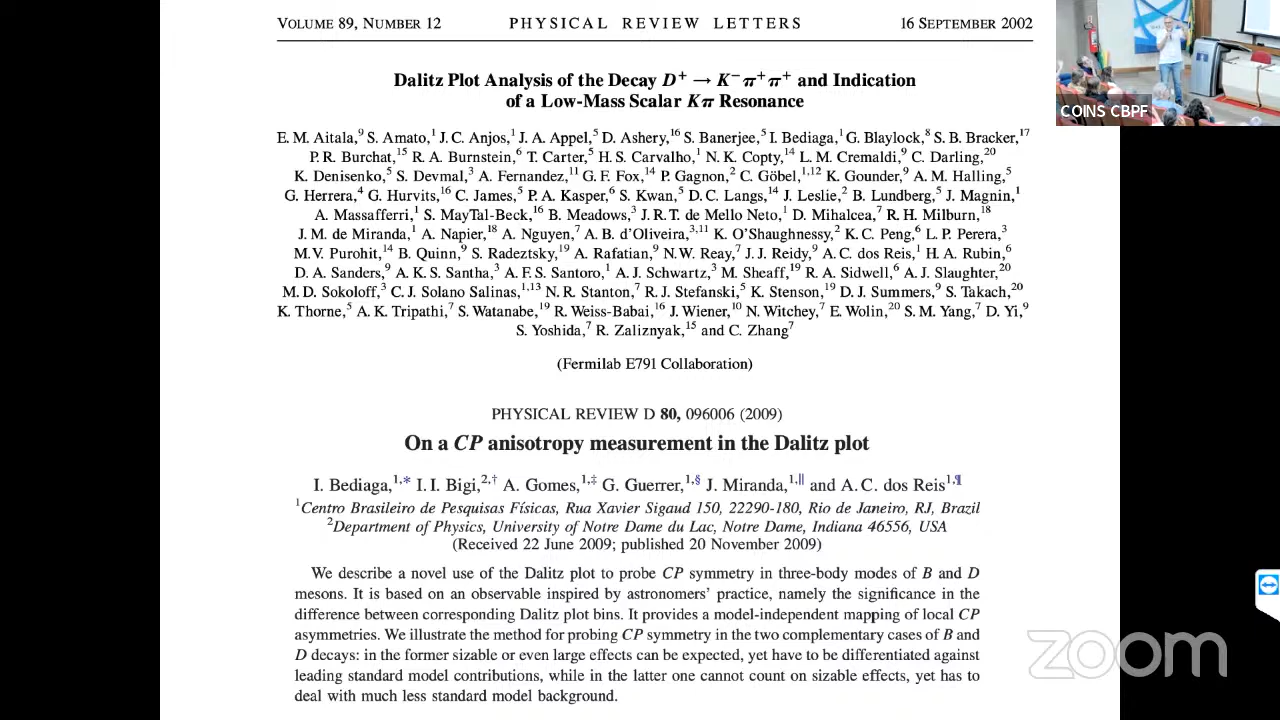 VOLUME 89, NUMBER 12 PHYSICAL REVIEW LETTERS 16 SEPTEMBER 2002
Dalitz Plot Analysis of the Decay D⁺ → K⁻π⁺π⁺ and Indication
of a Low-Mass Scalar Kπ Resonance
E. M. Aitala,⁹ S. Amato,¹ J. C. Anjos,¹ J. A. Appel,⁵ D. Ashery,¹⁶ S. Banerjee,⁵ I. Bediaga,¹ G. Blaylock,⁸ S. B. Bracker,¹⁷
P. R. Burchat,¹⁵ R. A. Burnstein,⁶ T. Carter,⁵ H. S. Carvalho,¹ N. K. Copty,¹⁴ L. M. Cremaldi,⁹ C. Darling,²⁰
K. Denisenko,⁵ S. Devmal,³ A. Fernandez,¹¹ G. F. Fox,¹⁴ P. Gagnon,² C. Göbel,¹,¹² K. Gounder,⁹ A. M. Halling,⁵
G. Herrera,⁴ G. Hurvits,¹⁶ C. James,⁵ P. A. Kasper,⁶ S. Kwan,⁵ D. C. Langs,¹⁴ J. Leslie,² B. Lundberg,⁵ J. Magnin,¹
A. Massafferri,¹ S. MayTal-Beck,¹⁶ B. Meadows,³ J. R. T. de Mello Neto,¹ D. Mihalcea,⁷ R. H. Milburn,¹⁸
J. M. de Miranda,¹ A. Napier,¹⁸ A. Nguyen,⁷ A. B. d'Oliveira,³,¹¹ K. O'Shaughnessy,² K. C. Peng,⁶ L. P. Perera,³
M. V. Purohit,¹⁴ B. Quinn,⁹ S. Radeztsky,¹⁹ A. Rafatian,⁹ N. W. Reay,⁷ J. J. Reidy,⁹ A. C. dos Reis,¹ H. A. Rubin,⁶
D. A. Sanders,⁹ A. K. S. Santha,³ A. F. S. Santoro,¹ A. J. Schwartz,³ M. Sheaff,¹⁹ R. A. Sidwell,⁶ A. J. Slaughter,²⁰
M. D. Sokoloff,³ C. J. Solano Salinas,¹,¹³ N. R. Stanton,⁷ R. J. Stefanski,⁵ K. Stenson,¹⁹ D. J. Summers,⁹ S. Takach,²⁰
K. Thorne,⁵ A. K. Tripathi,⁷ S. Watanabe,¹⁹ R. Weiss-Babai,¹⁶ J. Wiener,¹⁰ N. Witchey,⁷ E. Wolin,²⁰ S. M. Yang,⁷ D. Yi,⁹
S. Yoshida,⁷ R. Zaliznyak,¹⁵ and C. Zhang⁷
(Fermilab E791 Collaboration)
PHYSICAL REVIEW D 80, 096006 (2009)
On a CP anisotropy measurement in the Dalitz plot
I. Bediaga,¹,* I. I. Bigi,²,† A. Gomes,¹,‡ G. Guerrer,¹,§ J. Miranda,¹,‖ and A. C. dos Reis¹,¶
¹Centro Brasileiro de Pesquisas Físicas, Rua Xavier Sigaud 150, 22290-180, Rio de Janeiro, RJ, Brazil
²Department of Physics, University of Notre Dame du Lac, Notre Dame, Indiana 46556, USA
(Received 22 June 2009; published 20 November 2009)
We describe a novel use of the Dalitz plot to probe CP symmetry in three-body modes of B and D
mesons. It is based on an observable inspired by astronomers' practice, namely the significance in the
difference between corresponding Dalitz plot bins. It provides a model-independent mapping of local CP
asymmetries. We illustrate the method for probing CP symmetry in the two complementary cases of B and
D decays: in the former sizable or even large effects can be expected, yet have to be differentiated against
leading standard model contributions, while in the latter one cannot count on sizable effects, yet has to
deal with much less standard model background.
COINS CBPF
zoom